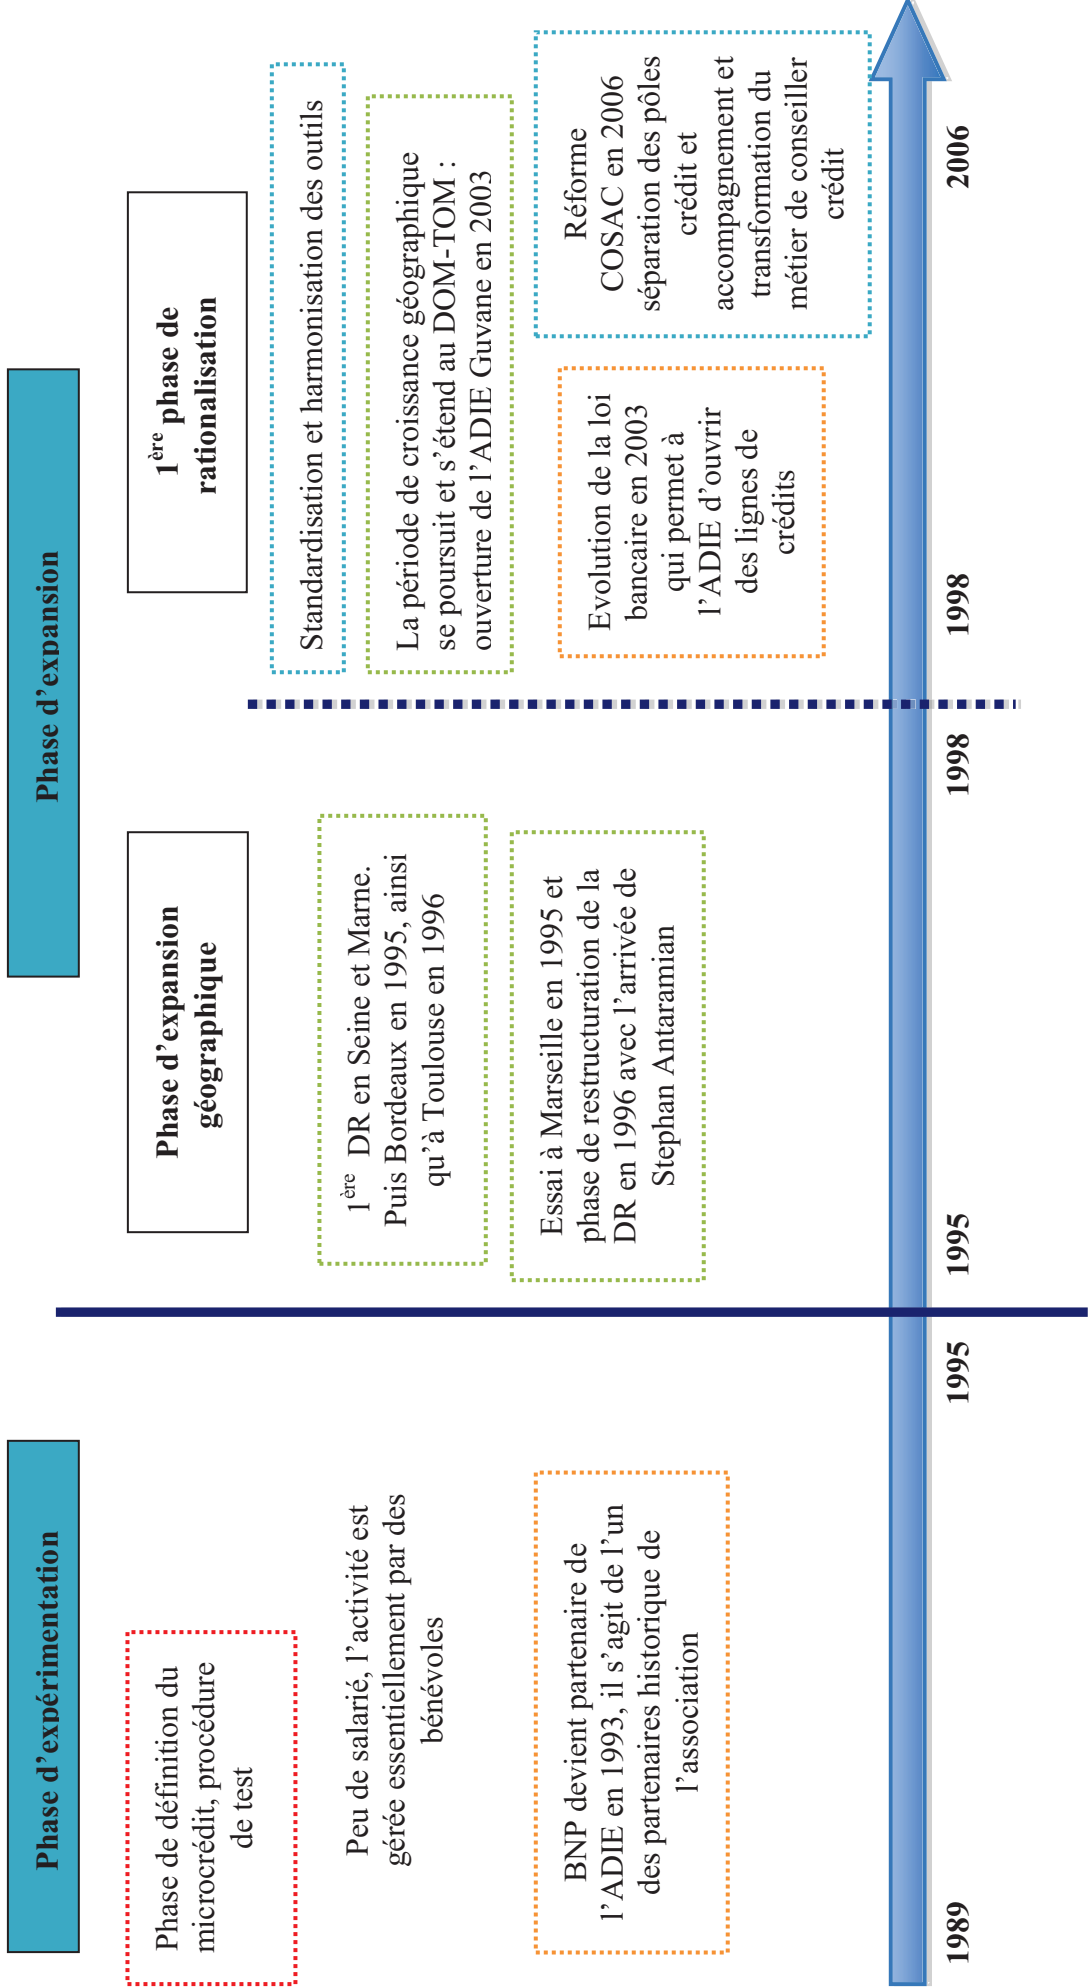 Phase d'expérimentation
Phase de définition du
microcrédit, procédure
de test
Peu de salarié, l'activité est
gérée essentiellement par des
bénévoles
BNP devient partenaire de
l'ADIE en 1993, il s'agit de l'un
des partenaires historique de
l'association
Phase d'expansion
Phase d'expansion
géographique
1ère DR en Seine et Marne.
Puis Bordeaux en 1995, ainsi
qu'à Toulouse en 1996
Essai à Marseille en 1995 et
phase de restructuration de la
DR en 1996 avec l'arrivée de
Stephan Antaramian
1ère phase de
rationalisation
Standardisation et harmonisation des outils
La période de croissance géographique
se poursuit et s'étend au DOM-TOM :
ouverture de l'ADIE Guvane en 2003
Evolution de la loi
bancaire en 2003
qui permet à
l'ADIE d'ouvrir
des lignes de
crédits
Réforme
COSAC en 2006
séparation des pôles
crédit et
accompagnement et
transformation du
métier de conseiller
crédit
1989
1995
1995
1998
1998
2006